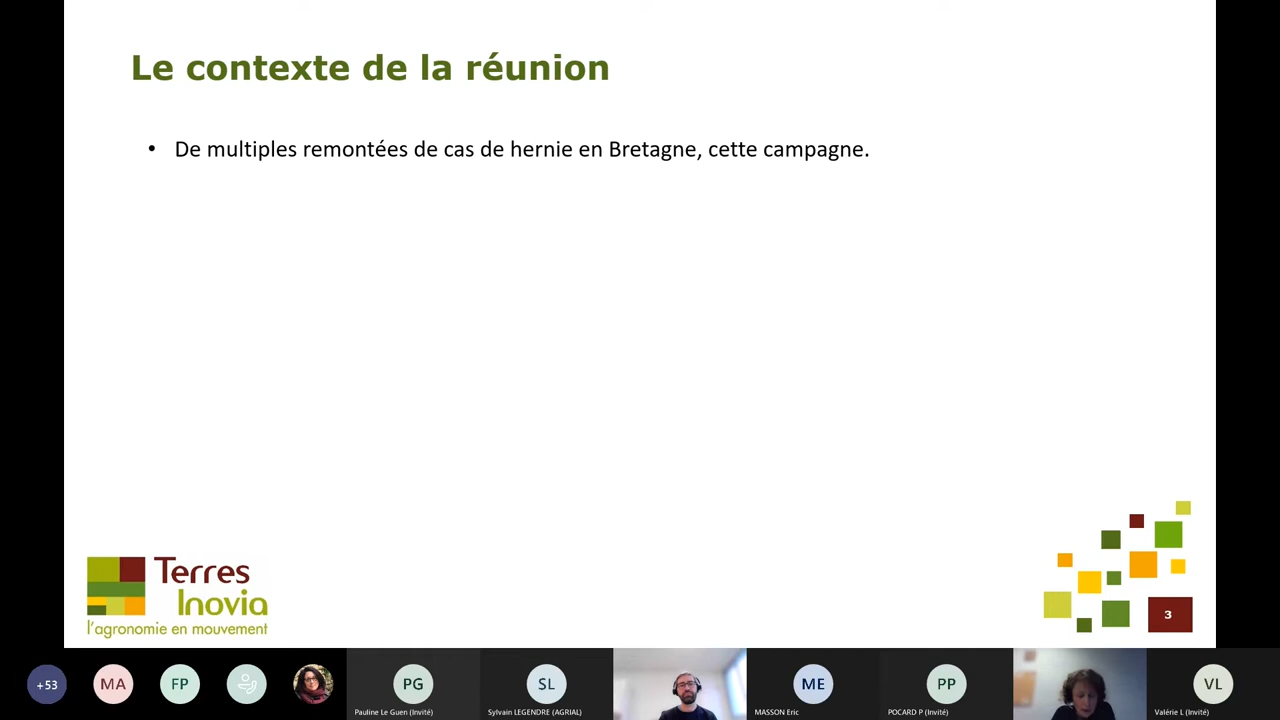 Le contexte de la réunion
• De multiples remontées de cas de hernie en Bretagne, cette campagne.
Terres
Inovia
l'agronomie en mouvement
3
+53
MA
FP
PG
SL
ME
PP
VL
Pauline Le Guen (Invité)
Sylvain LEGENDRE (AGRIAL)
MASSON Eric
POCARD P (Invité)
Valérie L (Invité)